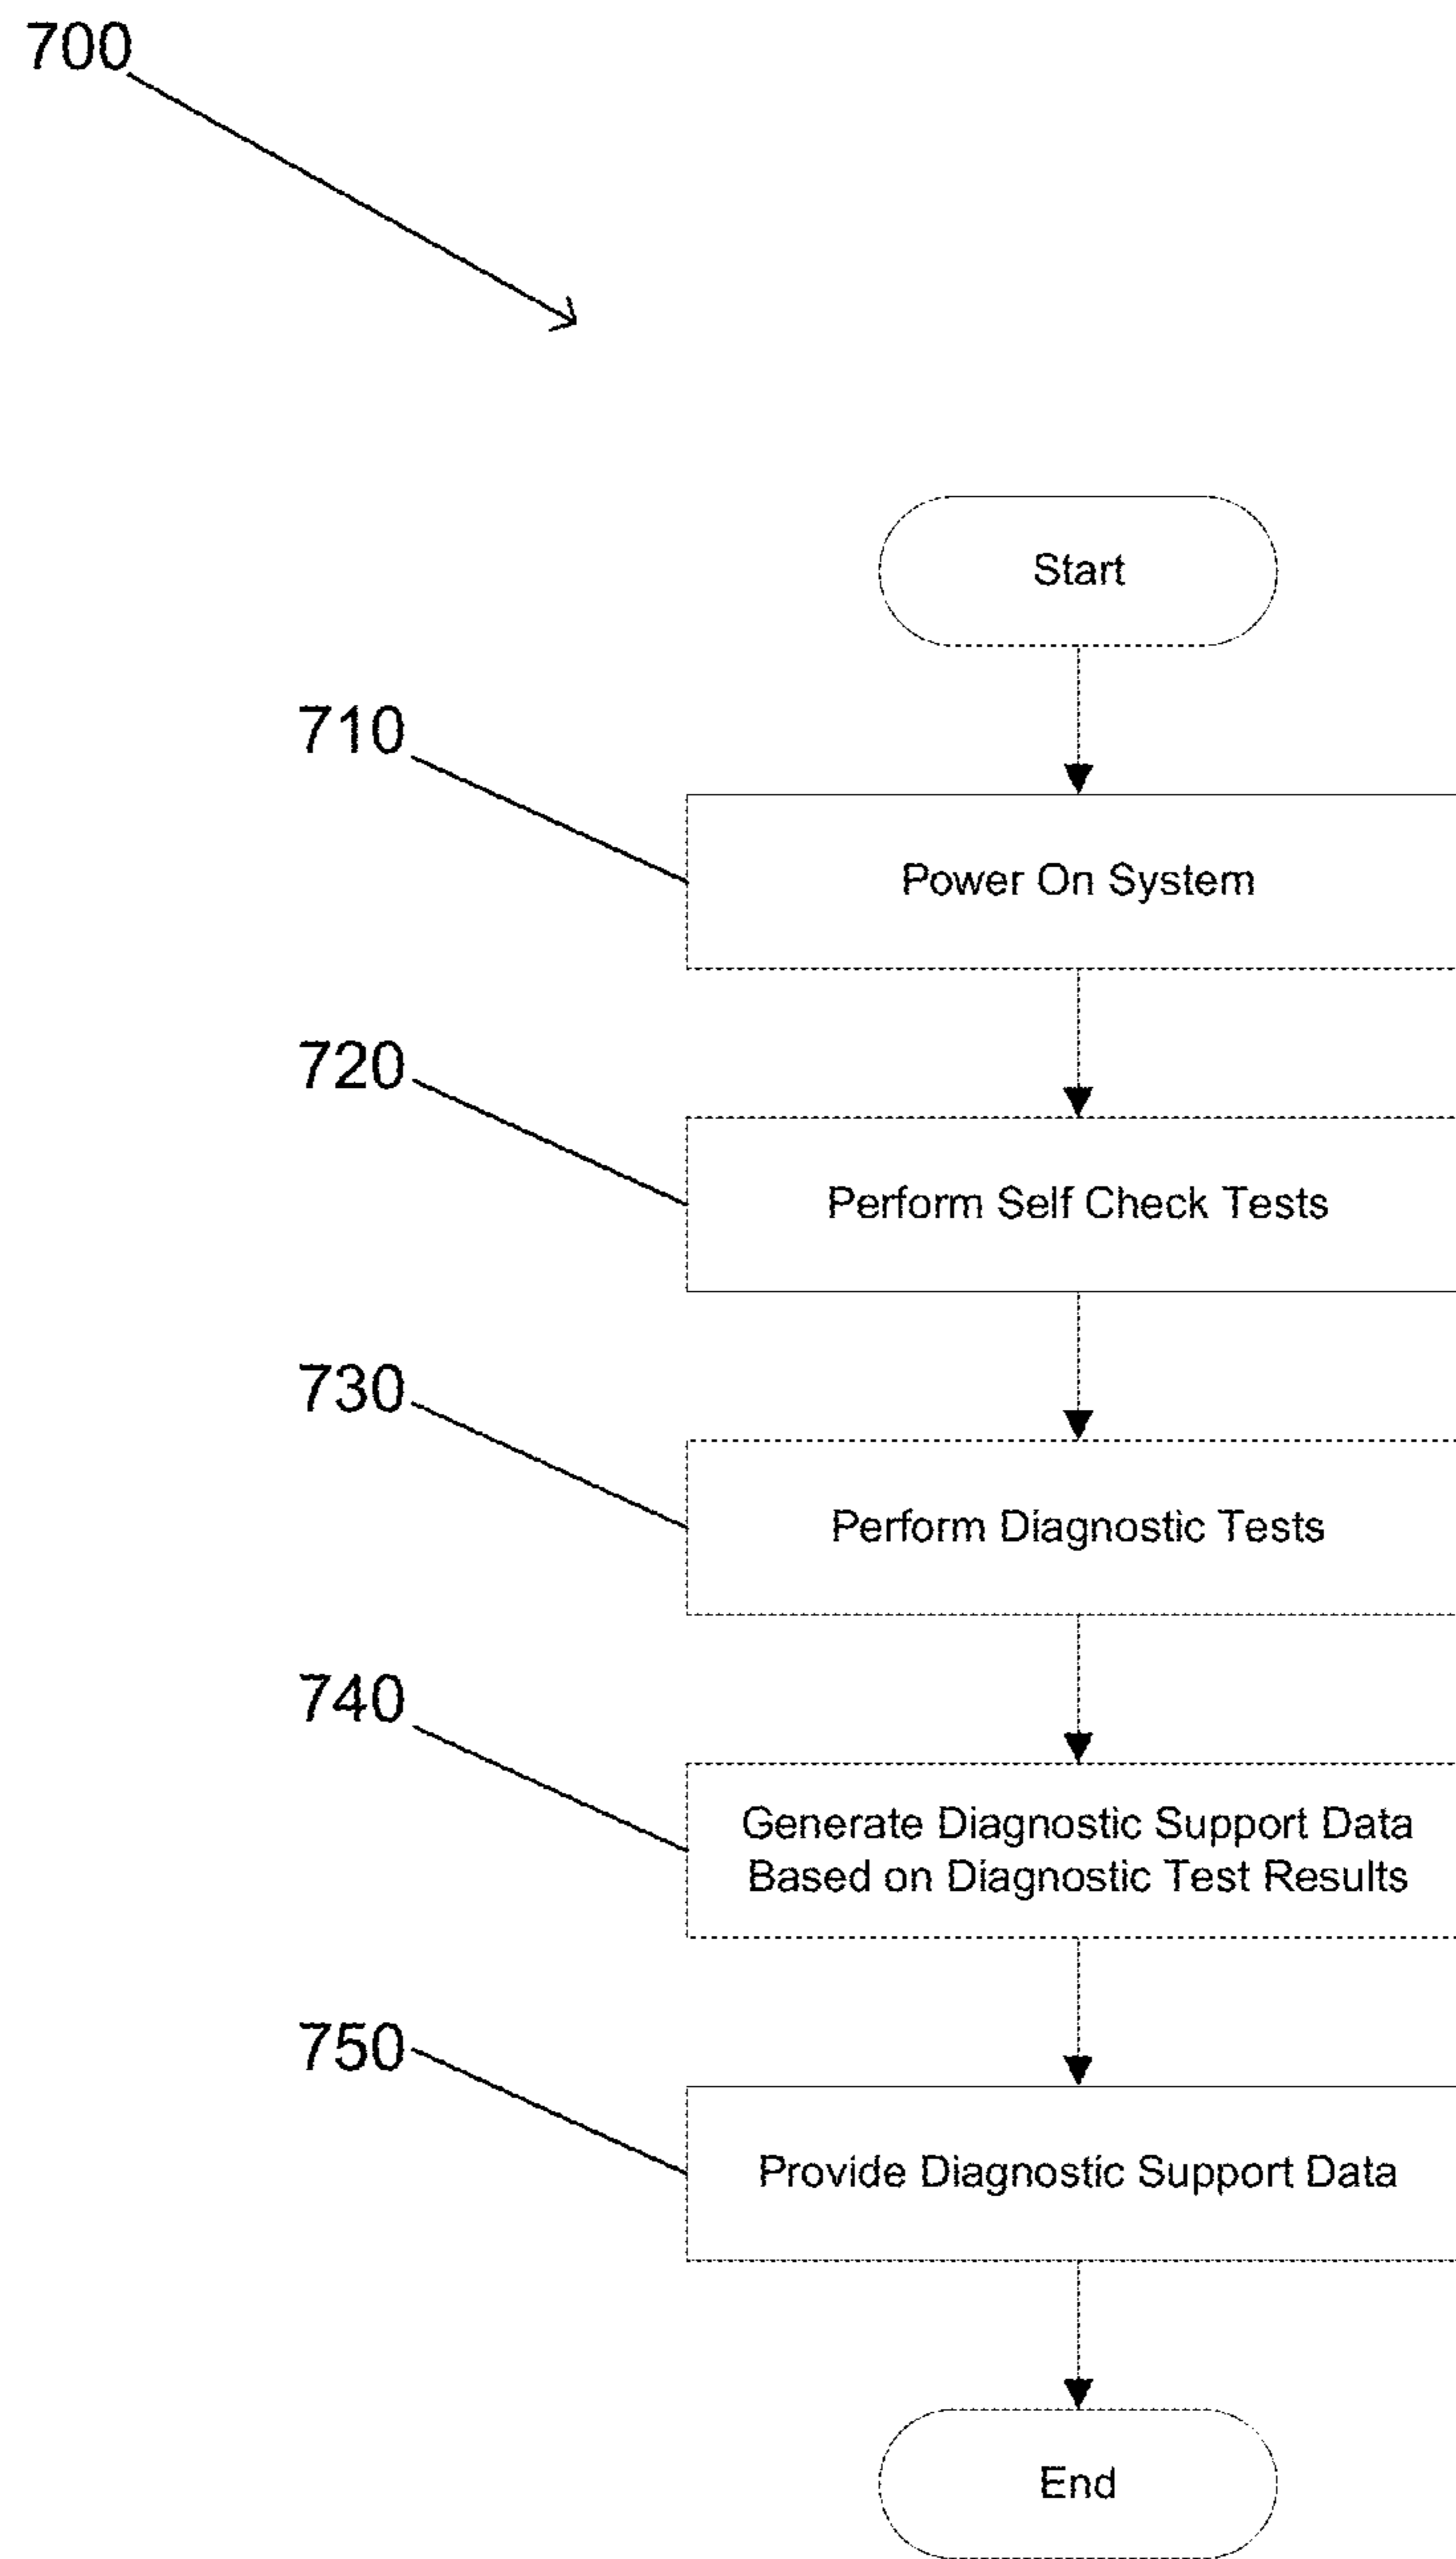 700
Start
710
Power On System
720
Perform Self Check Tests
730
Perform Diagnostic Tests
740
Generate Diagnostic Support Data
Based on Diagnostic Test Results
750
Provide Diagnostic Support Data
End